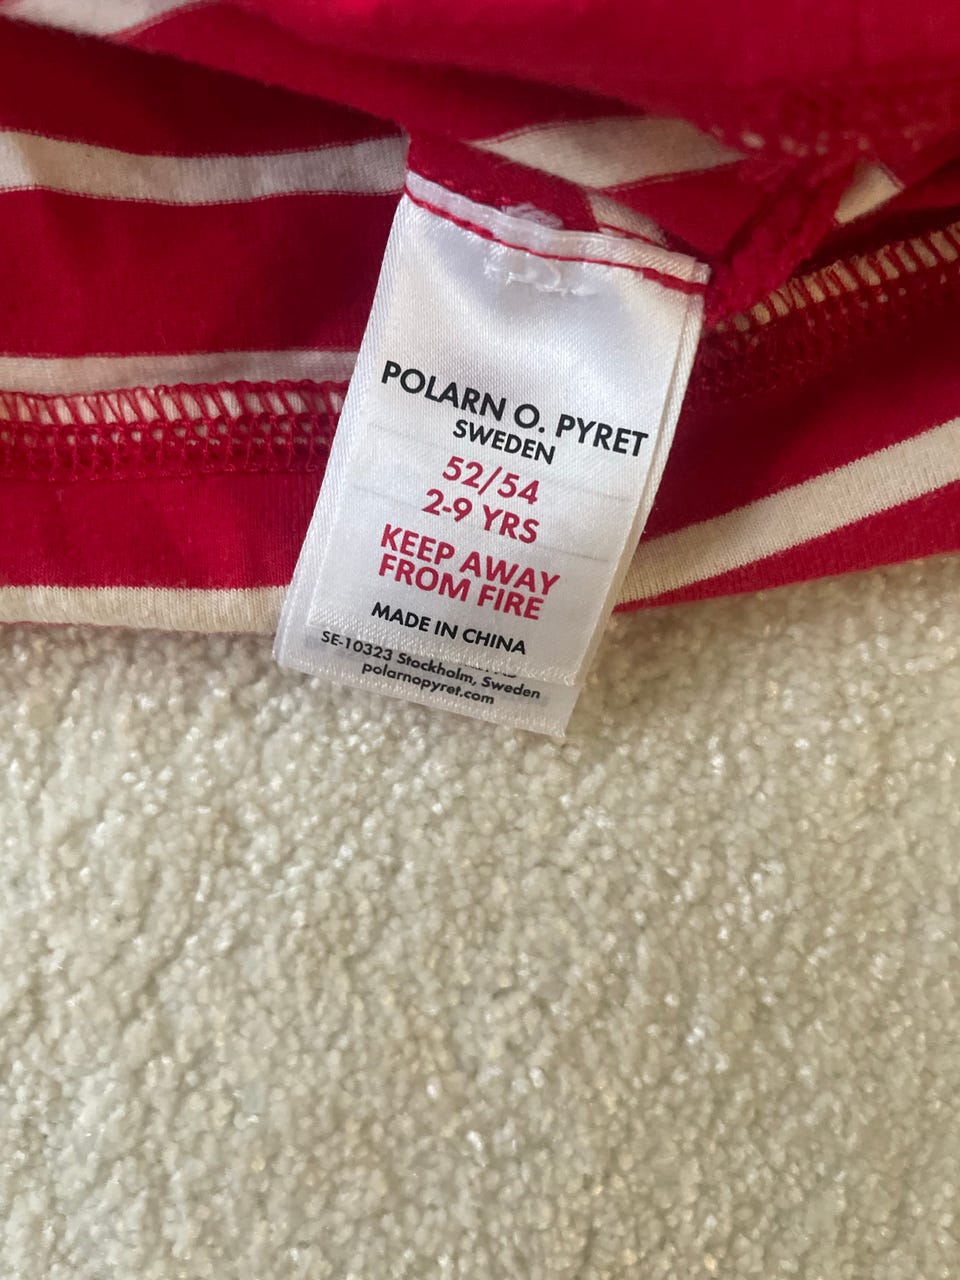 POLARN O. PYRET
SWEDEN
52/54
2-9 YRS
KEEP AWAY
FROM FIRE
MADE IN CHINA
SE-10323 Stockholm, Sweden
polarnopyret.com